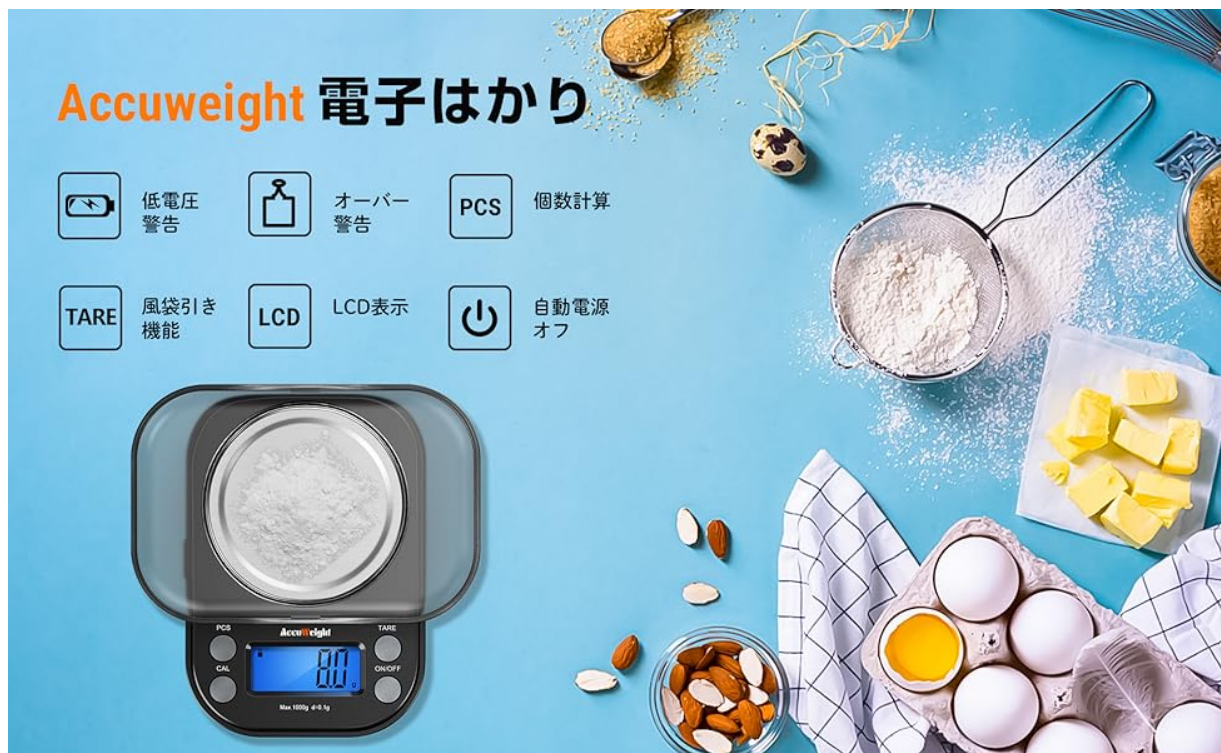 Accuweight 電子はかり
低電圧
警告
オーバー
警告
PCS
個数計算
TARE
風袋引き
機能
LCD
LCD表示
自動電源
オフ
PCS
AccuWeight
TARE
CAL
8.0
g
ON/OFF
Max.1000g d=0.1g